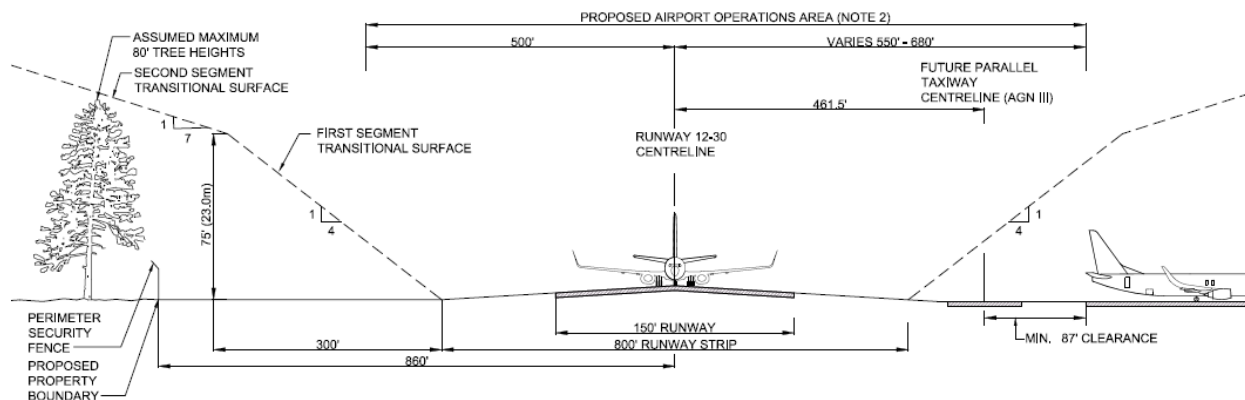 PROPOSED AIRPORT OPERATIONS AREA (NOTE 2)
500'
VARIES 550' - 680'
ASSUMED MAXIMUM
80' TREE HEIGHTS
SECOND SEGMENT
TRANSITIONAL SURFACE
FUTURE PARALLEL
TAXIWAY
CENTRELINE (AGN III)
461.5'
1
7
FIRST SEGMENT
TRANSITIONAL SURFACE
RUNWAY 12-30
CENTRELINE
75' (23.0m)
1
4
1
4
PERIMETER
SECURITY
FENCE
PROPOSED
PROPERTY
BOUNDARY
150' RUNWAY
300'
800' RUNWAY STRIP
MIN. 87' CLEARANCE
860'